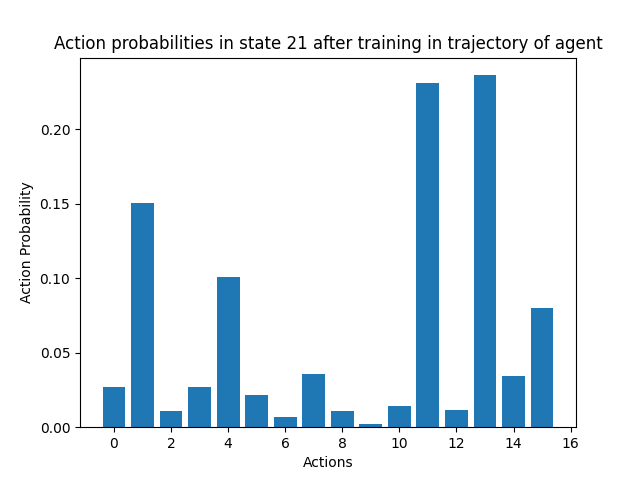 Action probabilities in state 21 after training in trajectory of agent
0.20
0.15
0.10
0.05
0.00
Action Probability
0 2 4 6 8 10 12 14 16
Actions